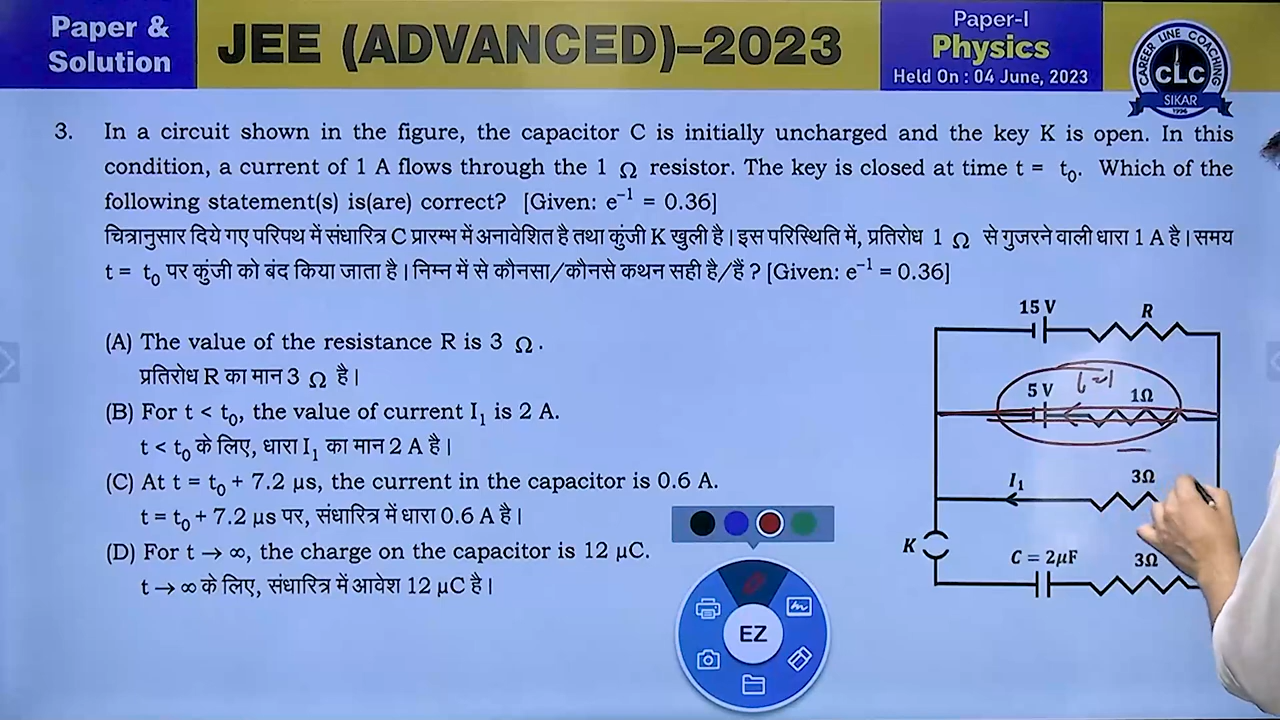 Paper &
Solution
JEE (ADVANCED)–2023
Paper-I
Physics
Held On : 04 June, 2023
CAREER LINE COACHING
CLC
SIKAR
1996
3. In a circuit shown in the figure, the capacitor C is initially uncharged and the key K is open. In this
condition, a current of 1 A flows through the 1 Ω resistor. The key is closed at time t = t₀. Which of the
following statement(s) is(are) correct? [Given: e⁻¹ = 0.36]
चित्रानुसार दिये गए परिपथ में संधारित्र C प्रारम्भ में अनावेशित है तथा कुंजी K खुली है। इस परिस्थिति में, प्रतिरोध 1 Ω से गुजरने वाली धारा 1 A है। समय
t = t₀ पर कुंजी को बंद किया जाता है। निम्न में से कौनसा/कौनसे कथन सही है/हैं ? [Given: e⁻¹ = 0.36]
(A) The value of the resistance R is 3 Ω.
प्रतिरोध R का मान 3 Ω है।
(B) For t < t₀, the value of current I₁ is 2 A.
t < t₀ के लिए, धारा I₁ का मान 2 A है।
(C) At t = t₀ + 7.2 μs, the current in the capacitor is 0.6 A.
t = t₀ + 7.2 μs पर, संधारित्र में धारा 0.6 A है।
(D) For t → ∞, the charge on the capacitor is 12 μC.
t → ∞ के लिए, संधारित्र में आवेश 12 μC है।
15 V R
i=1
5 V 1Ω
I₁ 3Ω
K
C = 2μF 3Ω
EZ